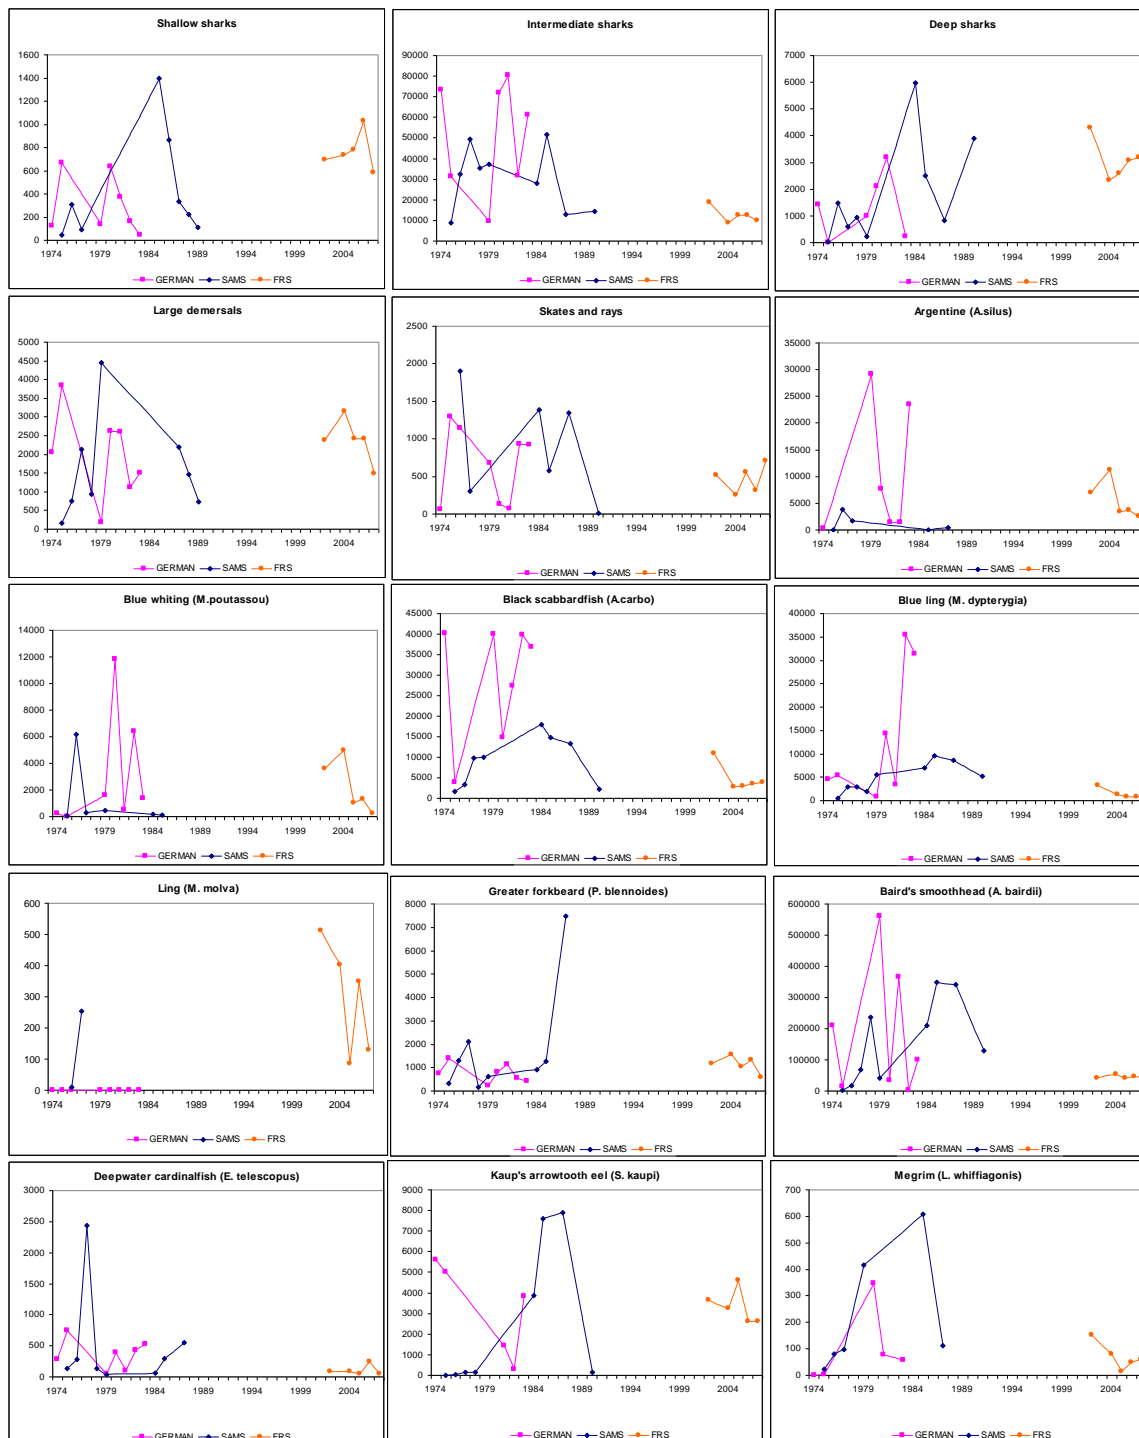 Shallow sharks
1600
1400
1200
1000
800
600
400
200
0
1974 1979 1984 1989 1994 1999 2004
GERMAN SAMS FRS
Intermediate sharks
90000
80000
70000
60000
50000
40000
30000
20000
10000
0
1974 1979 1984 1989 1994 1999 2004
GERMAN SAMS FRS
Deep sharks
7000
6000
5000
4000
3000
2000
1000
0
1974 1979 1984 1989 1994 1999 2004
GERMAN SAMS FRS
Large demersals
5000
4500
4000
3500
3000
2500
2000
1500
1000
500
0
1974 1979 1984 1989 1994 1999 2004
GERMAN SAMS FRS
Skates and rays
2500
2000
1500
1000
500
0
1974 1979 1984 1989 1994 1999 2004
GERMAN SAMS FRS
Argentine (A.silus)
35000
30000
25000
20000
15000
10000
5000
0
1974 1979 1984 1989 1994 1999 2004
GERMAN SAMS FRS
Blue whiting (M.poutassou)
14000
12000
10000
8000
6000
4000
2000
0
1974 1979 1984 1989 1994 1999 2004
GERMAN SAMS FRS
Black scabbardfish (A.carbo)
45000
40000
35000
30000
25000
20000
15000
10000
5000
0
1974 1979 1984 1989 1994 1999 2004
GERMAN SAMS FRS
Blue ling (M. dypterygia)
40000
35000
30000
25000
20000
15000
10000
5000
0
1974 1979 1984 1989 1994 1999 2004
GERMAN SAMS FRS
Ling (M. molva)
600
500
400
300
200
100
0
1974 1979 1984 1989 1994 1999 2004
GERMAN SAMS FRS
Greater forkbeard (P. blennoides)
8000
7000
6000
5000
4000
3000
2000
1000
0
1974 1979 1984 1989 1994 1999 2004
GERMAN SAMS FRS
Baird's smoothhead (A. bairdii)
600000
500000
400000
300000
200000
100000
0
1974 1979 1984 1989 1994 1999 2004
GERMAN SAMS FRS
Deepwater cardinalfish (E. telescopus)
3000
2500
2000
1500
1000
500
0
1974 1979 1984 1989 1994 1999 2004
GERMAN SAMS FRS
Kaup's arrowtooth eel (S. kaupi)
9000
8000
7000
6000
5000
4000
3000
2000
1000
0
1974 1979 1984 1989 1994 1999 2004
GERMAN SAMS FRS
Megrim (L. whiffiagonis)
700
600
500
400
300
200
100
0
1974 1979 1984 1989 1994 1999 2004
GERMAN SAMS FRS